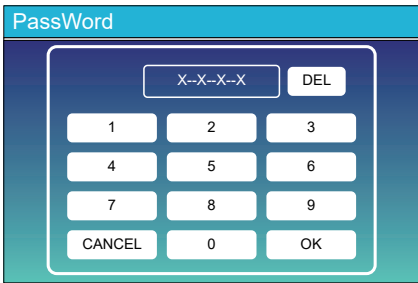 PassWord
X--X--X--X DEL
1 2 3
4 5 6
7 8 9
CANCEL 0 OK